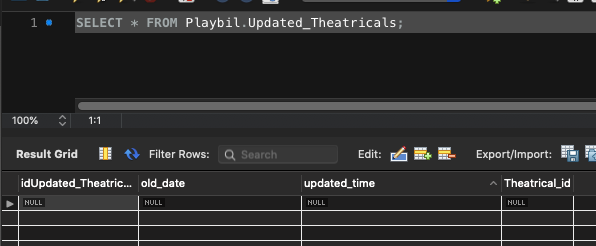 1 SELECT * FROM Playbil.Updated_Theatricals;
100% 1:1
Result Grid Filter Rows: Search Edit: Export/Import:
idUpdated_Theatric... old_date updated_time Theatrical_id
NULL NULL NULL NULL